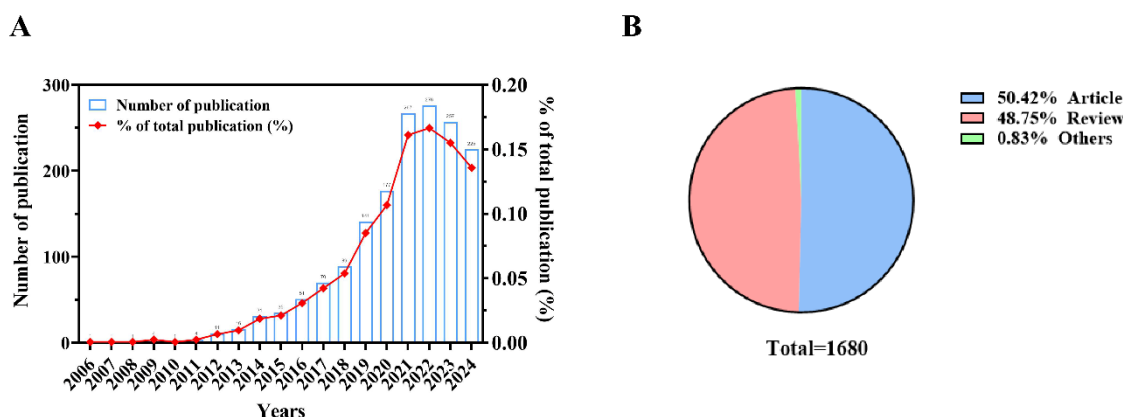 A
B
300
200
100
0
0.20
0.15
0.10
0.05
0.00
Number of publication
% of total publication (%)
Number of publication
% of total publication (%)
2006
2007
2008
2009
2010
2011
2012
2013
2014
2015
2016
2017
2018
2019
2020
2021
2022
2023
2024
Years
50.42% Article
48.75% Review
0.83% Others
Total=1680